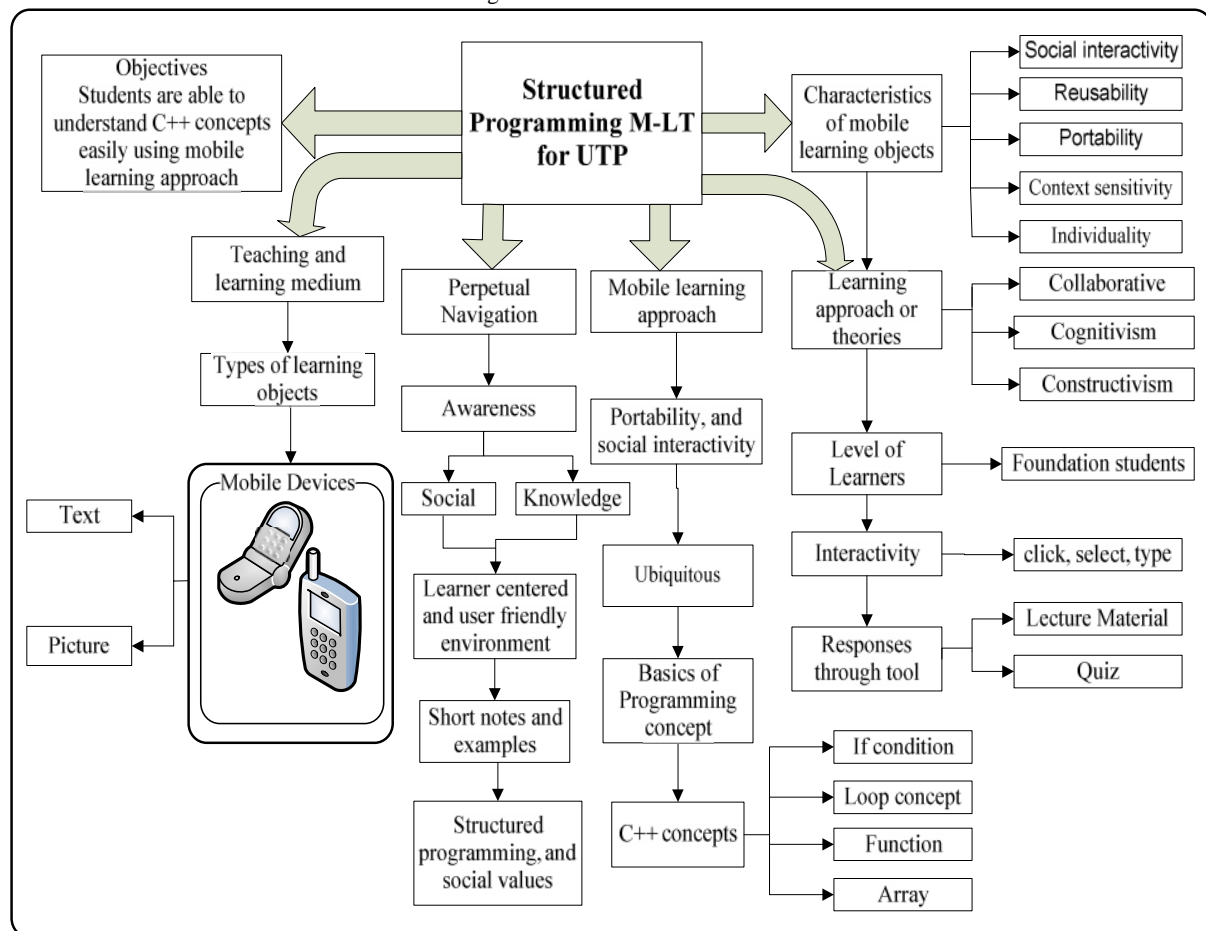 Structured
Programming M-LT
for UTP
Objectives
Students are able to
understand C++ concepts
easily using mobile
learning approach
Characteristics
of mobile
learning objects
Social interactivity
Reusability
Portability
Context sensitivity
Individuality
Teaching and
learning medium
Types of learning
objects
Mobile Devices
Text
Picture
Perpetual
Navigation
Awareness
Social
Knowledge
Learner centered
and user friendly
environment
Short notes and
examples
Structured
programming, and
social values
Mobile learning
approach
Portability, and
social interactivity
Ubiquitous
Basics of
Programming
concept
C++ concepts
If condition
Loop concept
Function
Array
Learning
approach or
theories
Collaborative
Cognitivism
Constructivism
Level of
Learners
Foundation students
Interactivity
click, select, type
Responses
through tool
Lecture Material
Quiz